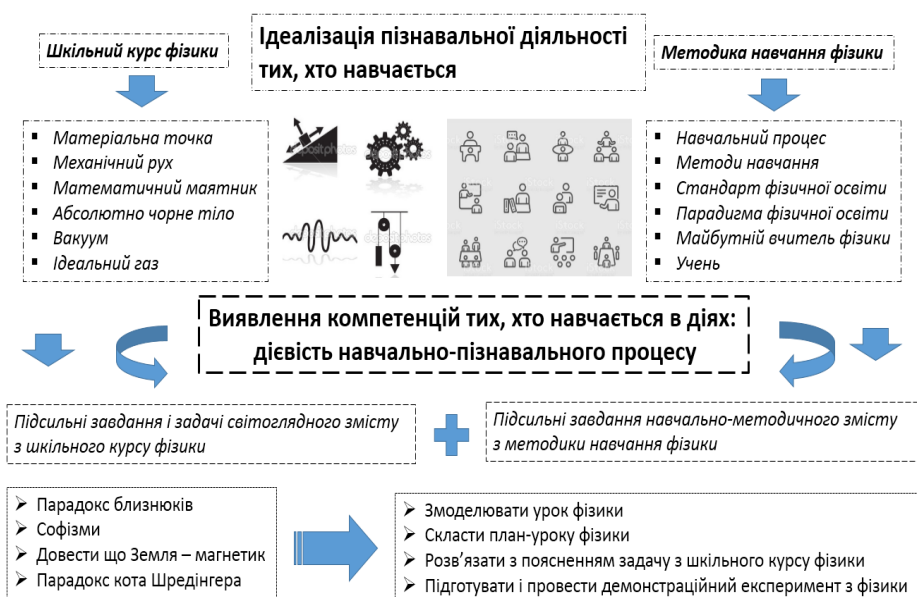 Шкільний курс фізики
Ідеалізація пізнавальної діяльності
тих, хто навчається
Методика навчання фізики
Матеріальна точка
Механічний рух
Математичний маятник
Абсолютно чорне тіло
Вакуум
Ідеальний газ
depositphotos
Навчальний процес
Методи навчання
Стандарт фізичної освіти
Парадигма фізичної освіти
Майбутній вчитель фізики
Учень
Виявлення компетенцій тих, хто навчається в діях:
дієвість навчально-пізнавального процесу
Підсильні завдання і задачі світоглядного змісту
з шкільного курсу фізики
Підсильні завдання навчально-методичного змісту
з методики навчання фізики
Парадокс близнюків
Софізми
Довести що Земля – магнетик
Парадокс кота Шредінгера
Змоделювати урок фізики
Скласти план-уроку фізики
Розв’язати з поясненням задачу з шкільного курсу фізики
Підготувати і провести демонстраційний експеримент з фізики